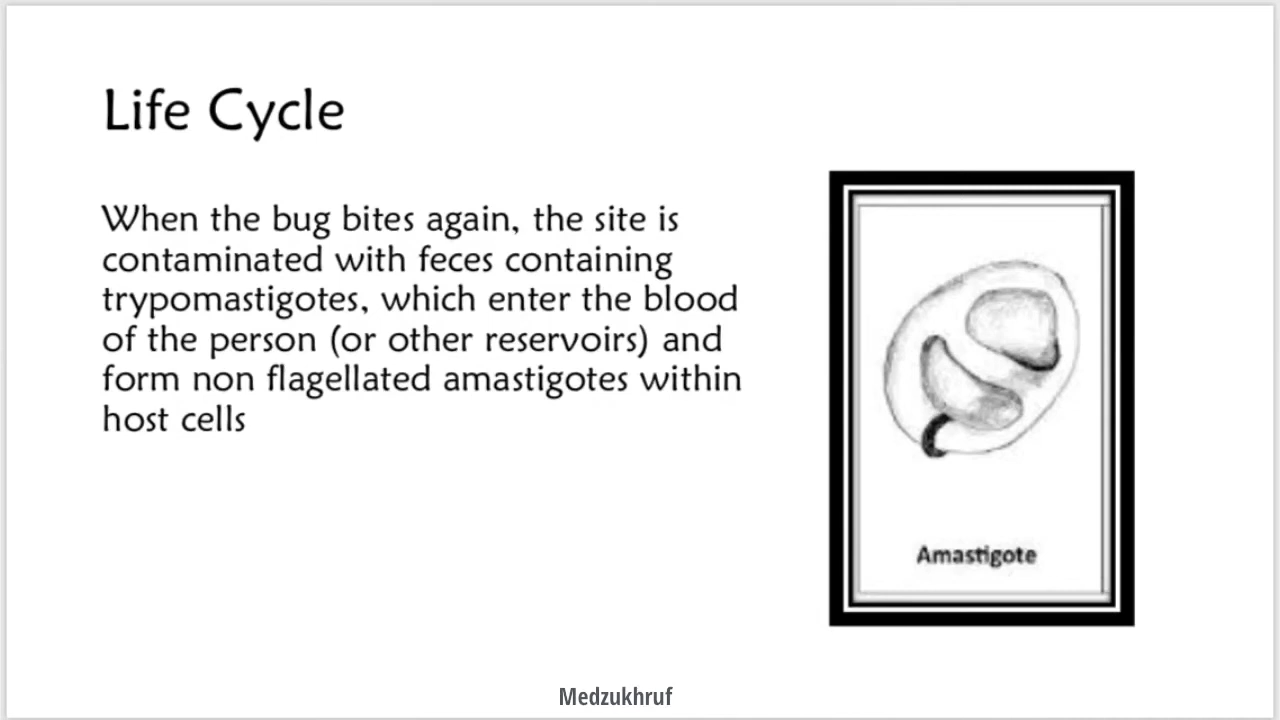 Life Cycle
When the bug bites again, the site is
contaminated with feces containing
trypomastigotes, which enter the blood
of the person (or other reservoirs) and
form non flagellated amastigotes within
host cells
Amastigote
Medzukhruf